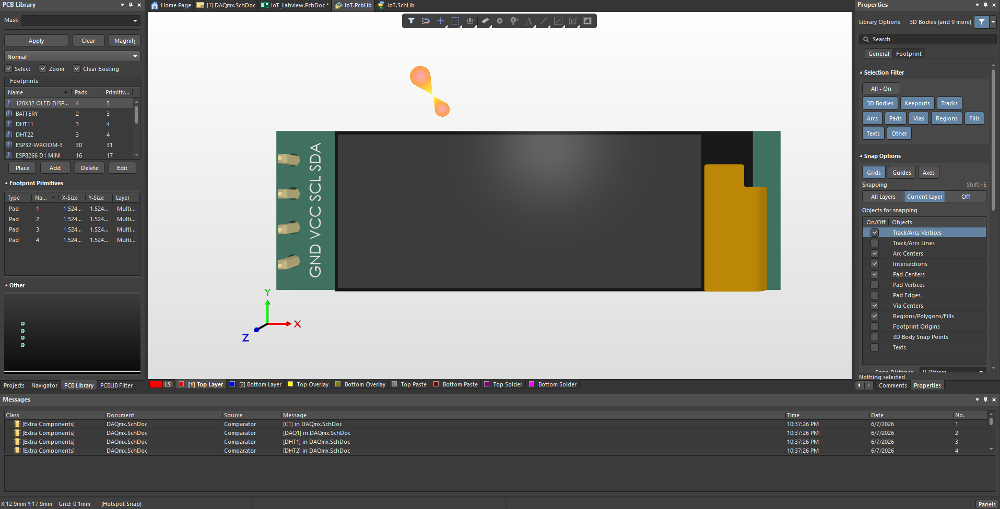 PCB Library
Home Page
[1] DAQmx.SchDoc
IoT_Labview.PcbDoc *
IoT.PcbLib
IoT.SchLib
Properties
Mask
Library Options
3D Bodies (and 9 more)
Apply
Clear
Magnify
Search
Normal
General
Footprint
Select
Zoom
Clear Existing
Selection Filter
Footprints
All - On
Name
Pads
Primitiv...
128X32 OLED DISP...
4
5
3D Bodies
Keepouts
Tracks
BATTERY
2
3
Arcs
Pads
Vias
Regions
Fills
DHT11
3
4
Texts
Other
DHT22
3
4
ESP32-WROOM-3
30
31
ESP8266 D1 MINI
16
17
Snap Options
Place
Add
Delete
Edit
Grids
Guides
Axes
Footprint Primitives
Snapping
Shift+E
Type
Na...
X-Size
Y-Size
Layer
All Layers
Current Layer
Off
Pad
1
1.524...
1.524...
Multi...
Pad
2
1.524...
1.524...
Multi...
Pad
3
1.524...
1.524...
Multi...
Pad
4
1.524...
1.524...
Multi...
Objects for snapping
On/Off
Objects
Track/Arcs Vertices
Track/Arcs Lines
Arc Centers
Intersections
Pad Centers
Pad Vertices
Pad Edges
Via Centers
Regions/Polygons/Fills
Footprint Origins
3D Body Snap Points
Texts
Snap Distance
0.203mm
Nothing selected
Comments
Properties
GND VCC SCL SDA
Y
X
Z
Other
Projects
Navigator
PCB Library
PCBLIB Filter
LS
[1] Top Layer
[2] Bottom Layer
Top Overlay
Bottom Overlay
Top Paste
Bottom Paste
Top Solder
Bottom Solder
Messages
Class
Document
Source
Message
Time
Date
No.
[Extra Components]
DAQmx.SchDoc
Comparator
[C1] in DAQmx.SchDoc
10:37:26 PM
6/7/2026
1
[Extra Components]
DAQmx.SchDoc
Comparator
[DAQ1] in DAQmx.SchDoc
10:37:26 PM
6/7/2026
2
[Extra Components]
DAQmx.SchDoc
Comparator
[DHT1] in DAQmx.SchDoc
10:37:26 PM
6/7/2026
3
[Extra Components]
DAQmx.SchDoc
Comparator
[DHT2] in DAQmx.SchDoc
10:37:26 PM
6/7/2026
4
X:12.9mm Y:17.9mm
Grid: 0.1mm
(Hotspot Snap)
Panels